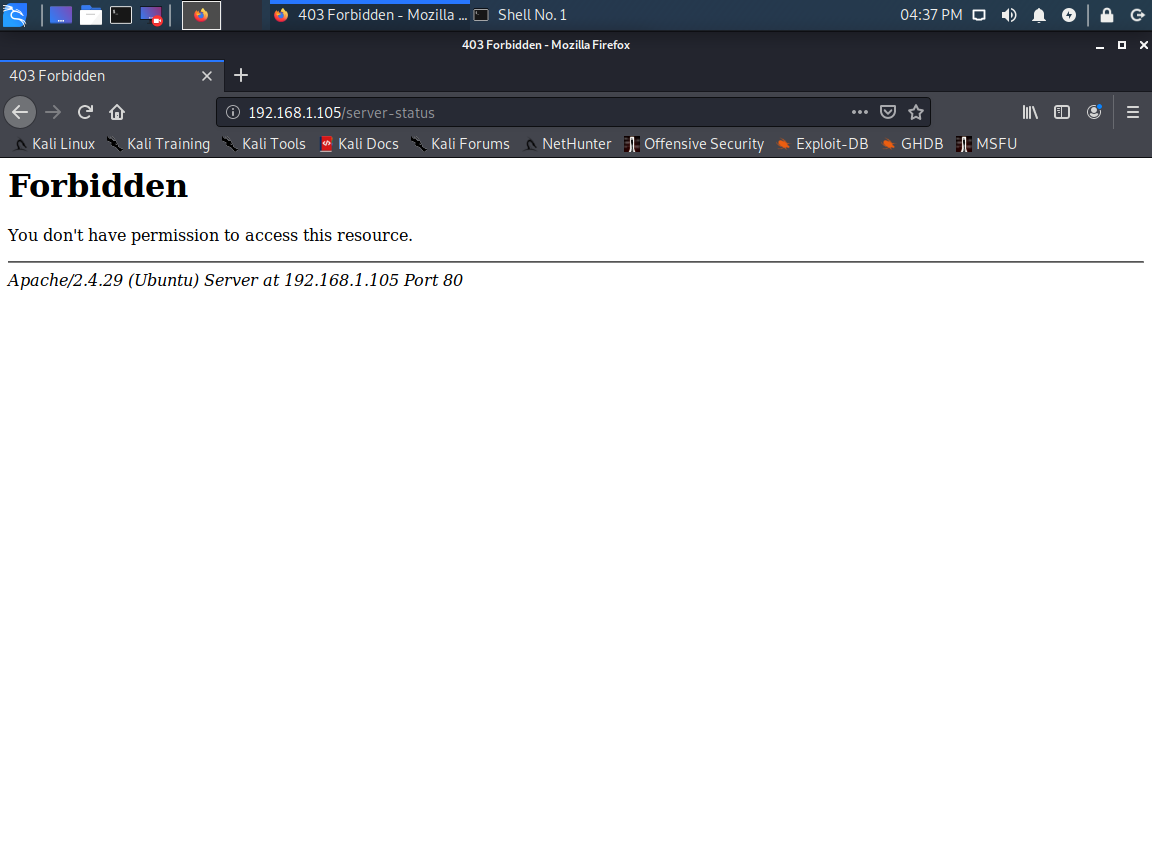 403 Forbidden - Mozilla ... Shell No. 1 04:37 PM
403 Forbidden - Mozilla Firefox
403 Forbidden
192.168.1.105/server-status
Kali Linux Kali Training Kali Tools Kali Docs Kali Forums NetHunter Offensive Security Exploit-DB GHDB MSFU
Forbidden
You don't have permission to access this resource.
Apache/2.4.29 (Ubuntu) Server at 192.168.1.105 Port 80